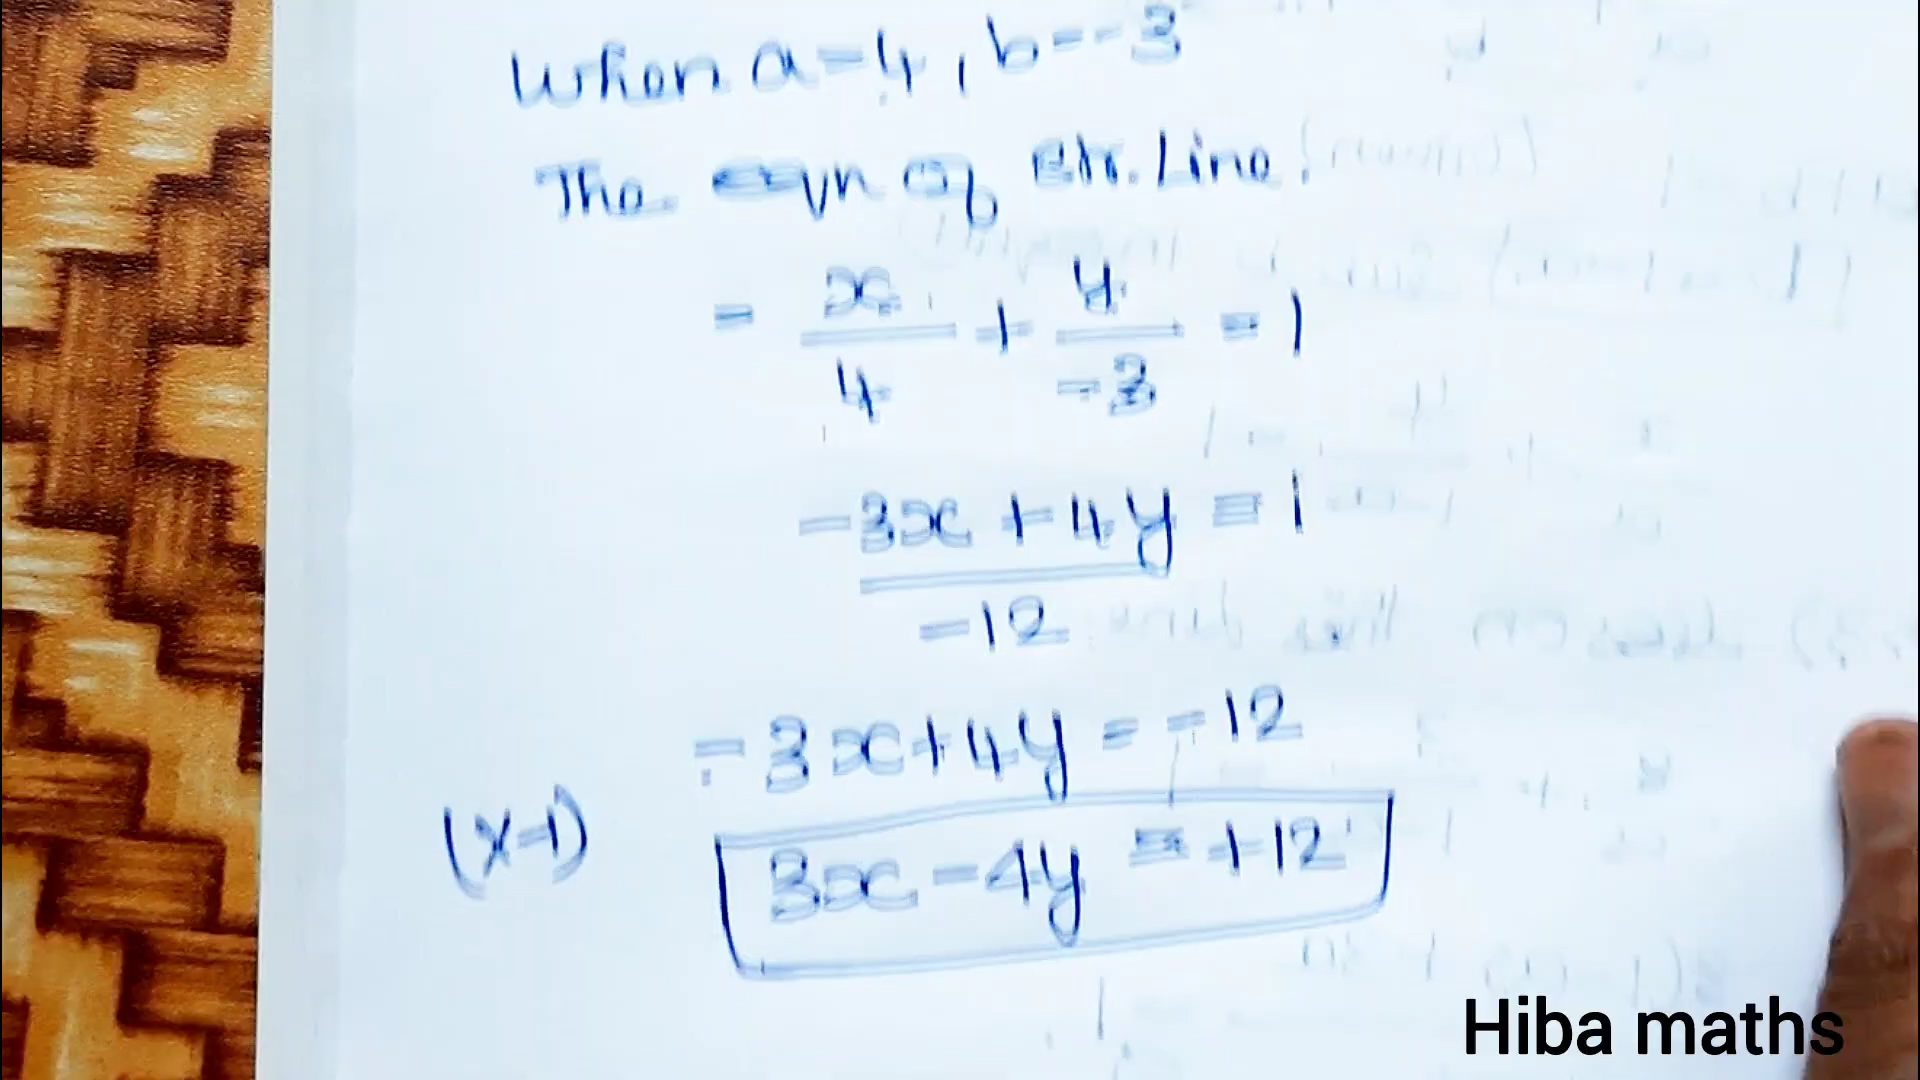 When a=4, b=-3
The eqn of str. Line
= x/4 + y/-3 = 1
-3x+4y/-12 = 1
-3x+4y = -12
(x-1) 3x-4y = +12
Hiba maths